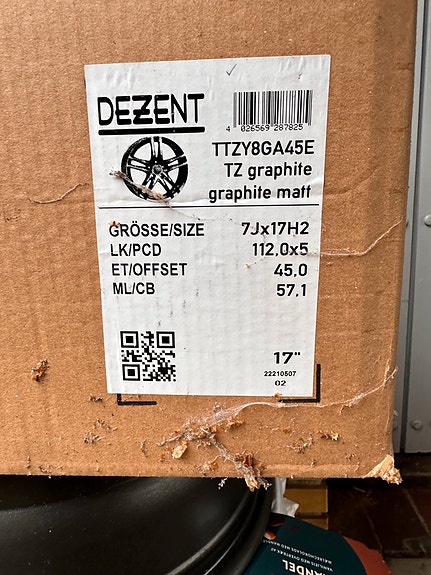 DEZENT
4 026569 287825
TTZY8GA45E
TZ graphite
graphite matt
GRÖSSE/SIZE 7Jx17H2
LK/PCD 112,0x5
ET/OFFSET 45,0
ML/CB 57,1
17"
22210507
02
HANDEL